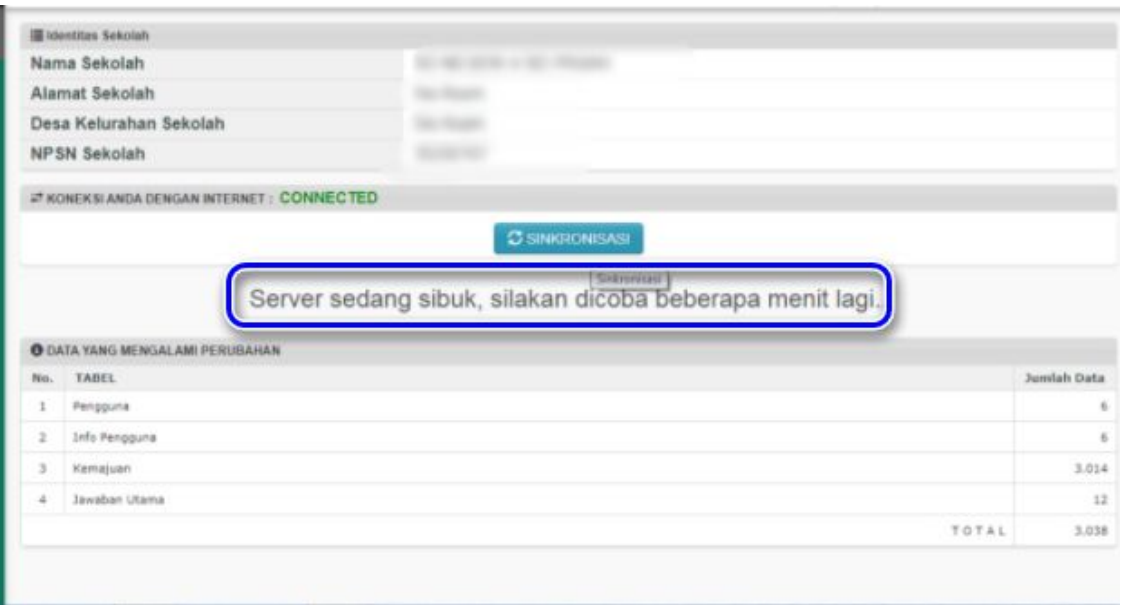 Identitas Sekolah
Nama Sekolah
Alamat Sekolah
Desa Kelurahan Sekolah
NPSN Sekolah
KONEKSI ANDA DENGAN INTERNET : CONNECTED
SINKRONISASI
Sinkronisasi
Server sedang sibuk, silakan dicoba beberapa menit lagi.
DATA YANG MENGALAMI PERUBAHAN
No. TABEL Jumlah Data
1 Pengguna 6
2 Info Pengguna 6
3 Kemajuan 3.014
4 Jawaban Utama 12
TOTAL 3.038